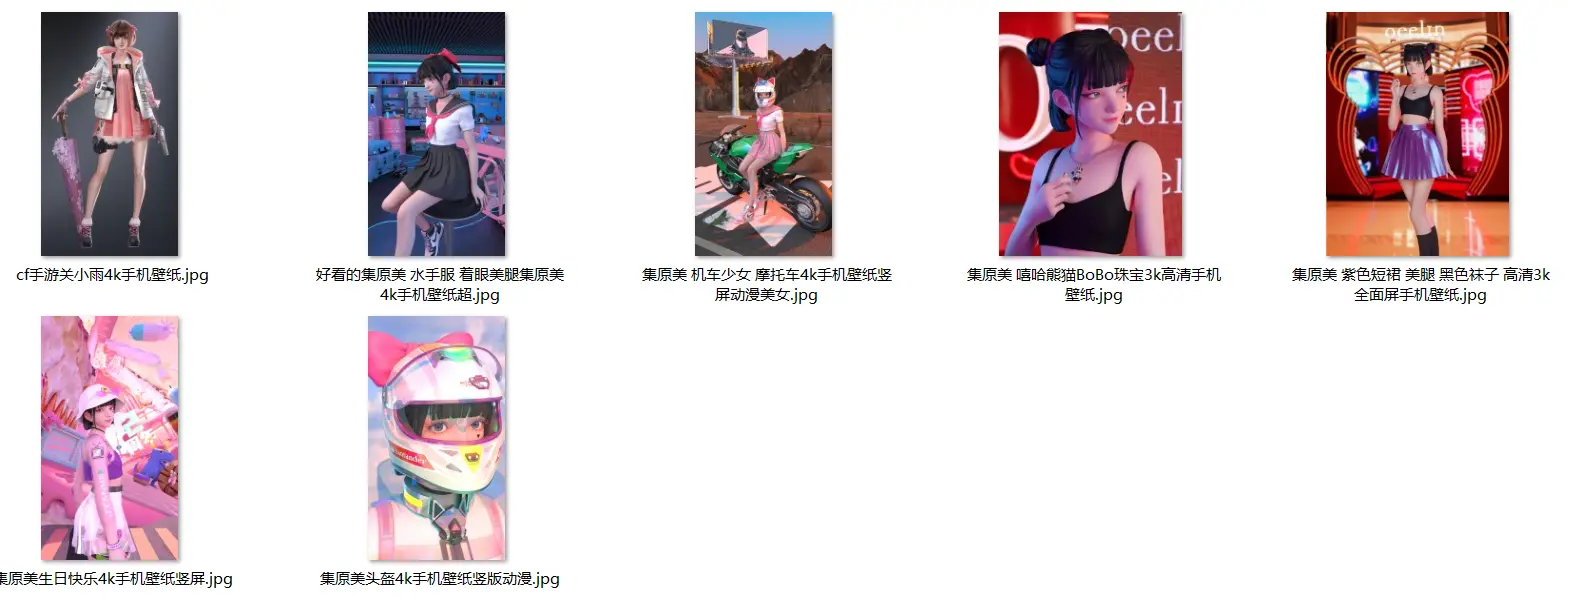 ocelin
peel
eeln
el
cf手游关小雨4k手机壁纸.jpg
好看的集原美 水手服 着眼美腿集原美
4k手机壁纸超.jpg
集原美 机车少女 摩托车4k手机壁纸竖
屏动漫美女.jpg
集原美 嘻哈熊猫BoBo珠宝3k高清手机
壁纸.jpg
集原美 紫色短裙 美腿 黑色袜子 高清3k
全面屏手机壁纸.jpg
集原美生日快乐4k手机壁纸竖屏.jpg
集原美头盔4k手机壁纸竖版动漫.jpg